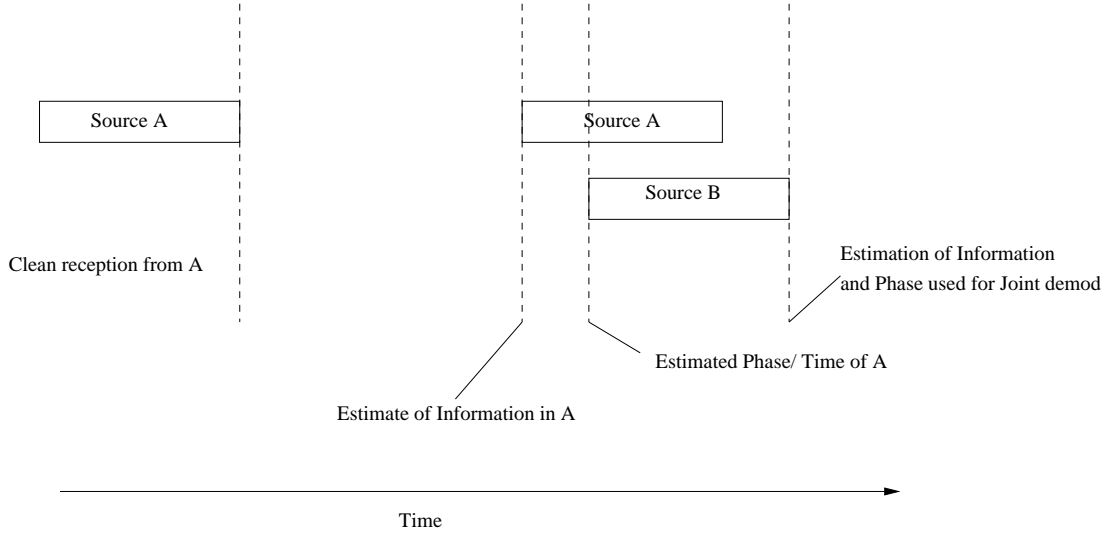 Source A
Source A
Source B
Clean reception from A
Estimation of Information
and Phase used for Joint demod
Estimated Phase/ Time of A
Estimate of Information in A
Time